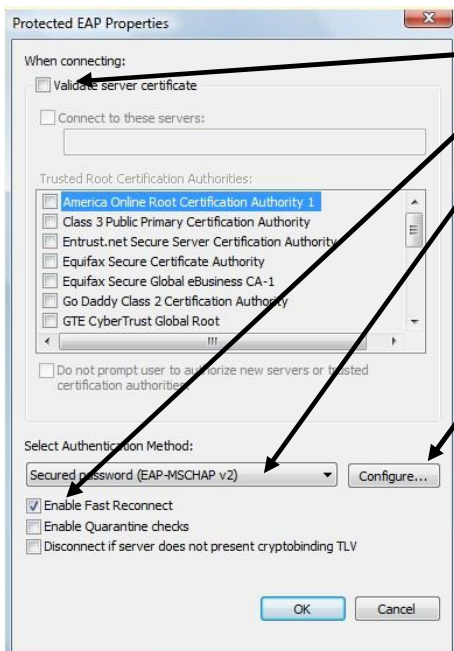 Protected EAP Properties
When connecting:
Validate server certificate
Connect to these servers:
Trusted Root Certification Authorities:
America Online Root Certification Authority 1
Class 3 Public Primary Certification Authority
Entrust.net Secure Server Certification Authority
Equifax Secure Certificate Authority
Equifax Secure Global eBusiness CA-1
Go Daddy Class 2 Certification Authority
GTE CyberTrust Global Root
Do not prompt user to authorize new servers or trusted
certification authorities.
Select Authentication Method:
Secured password (EAP-MSCHAP v2)
Configure...
Enable Fast Reconnect
Enable Quarantine checks
Disconnect if server does not present cryptobinding TLV
OK
Cancel